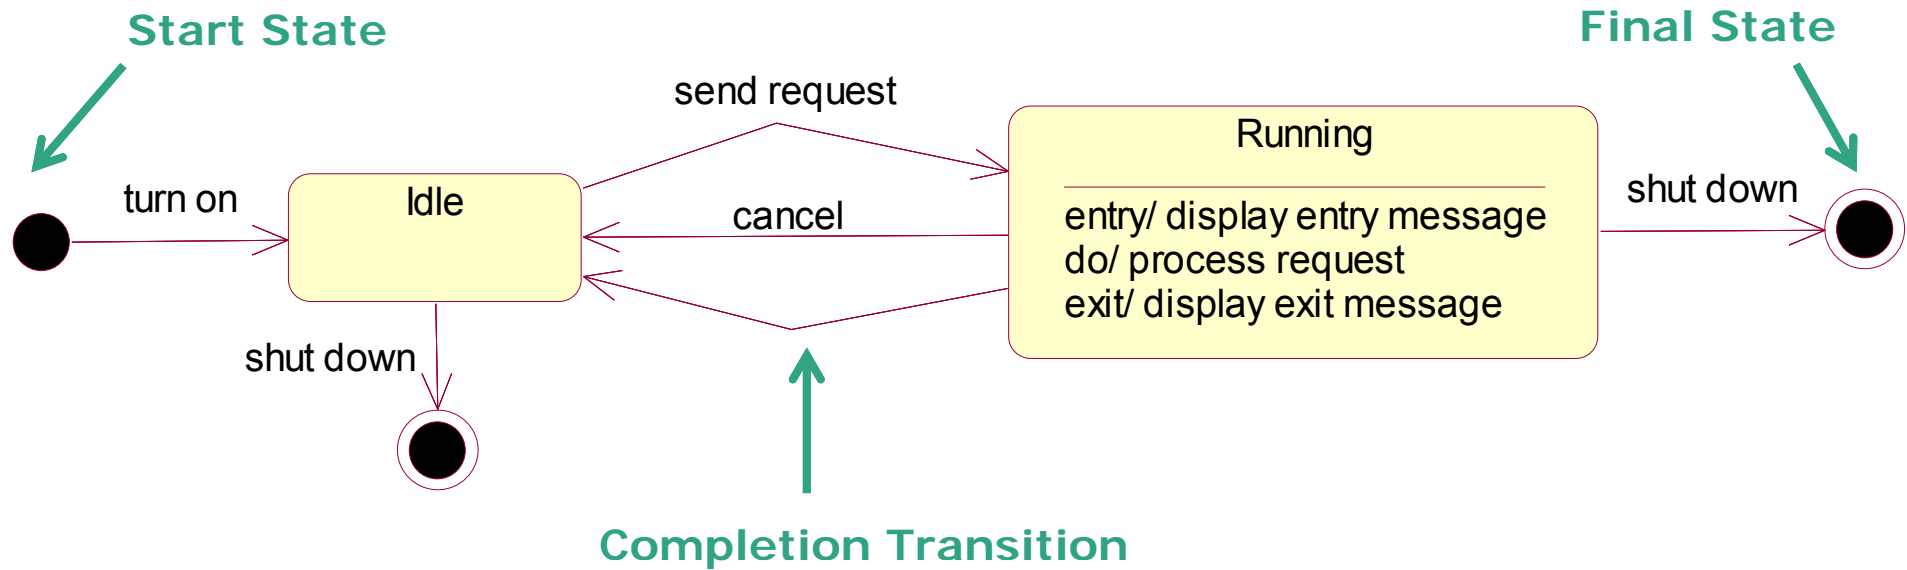 Start State
Final State
send request
Running
turn on
Idle
cancel
shut down
entry/ display entry message
do/ process request
exit/ display exit message
shut down
Completion Transition